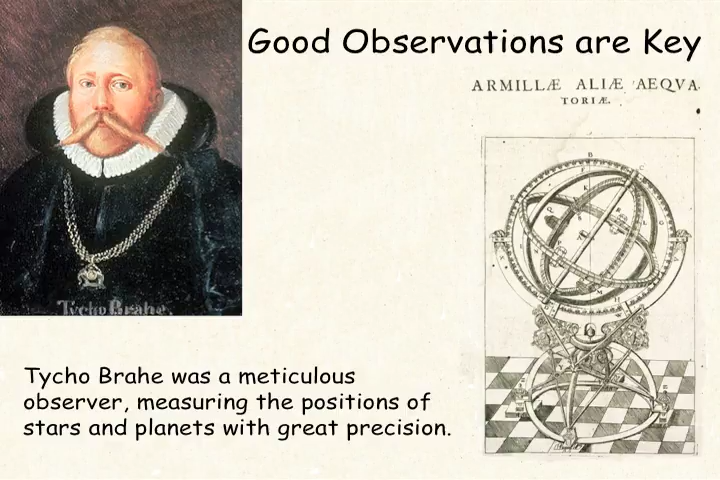 Good Observations are Key
ARMILLÆ ALIÆ AEQVA
TORIÆ.
Tycho Brahe.
Tycho Brahe was a meticulous
observer, measuring the positions of
stars and planets with great precision.